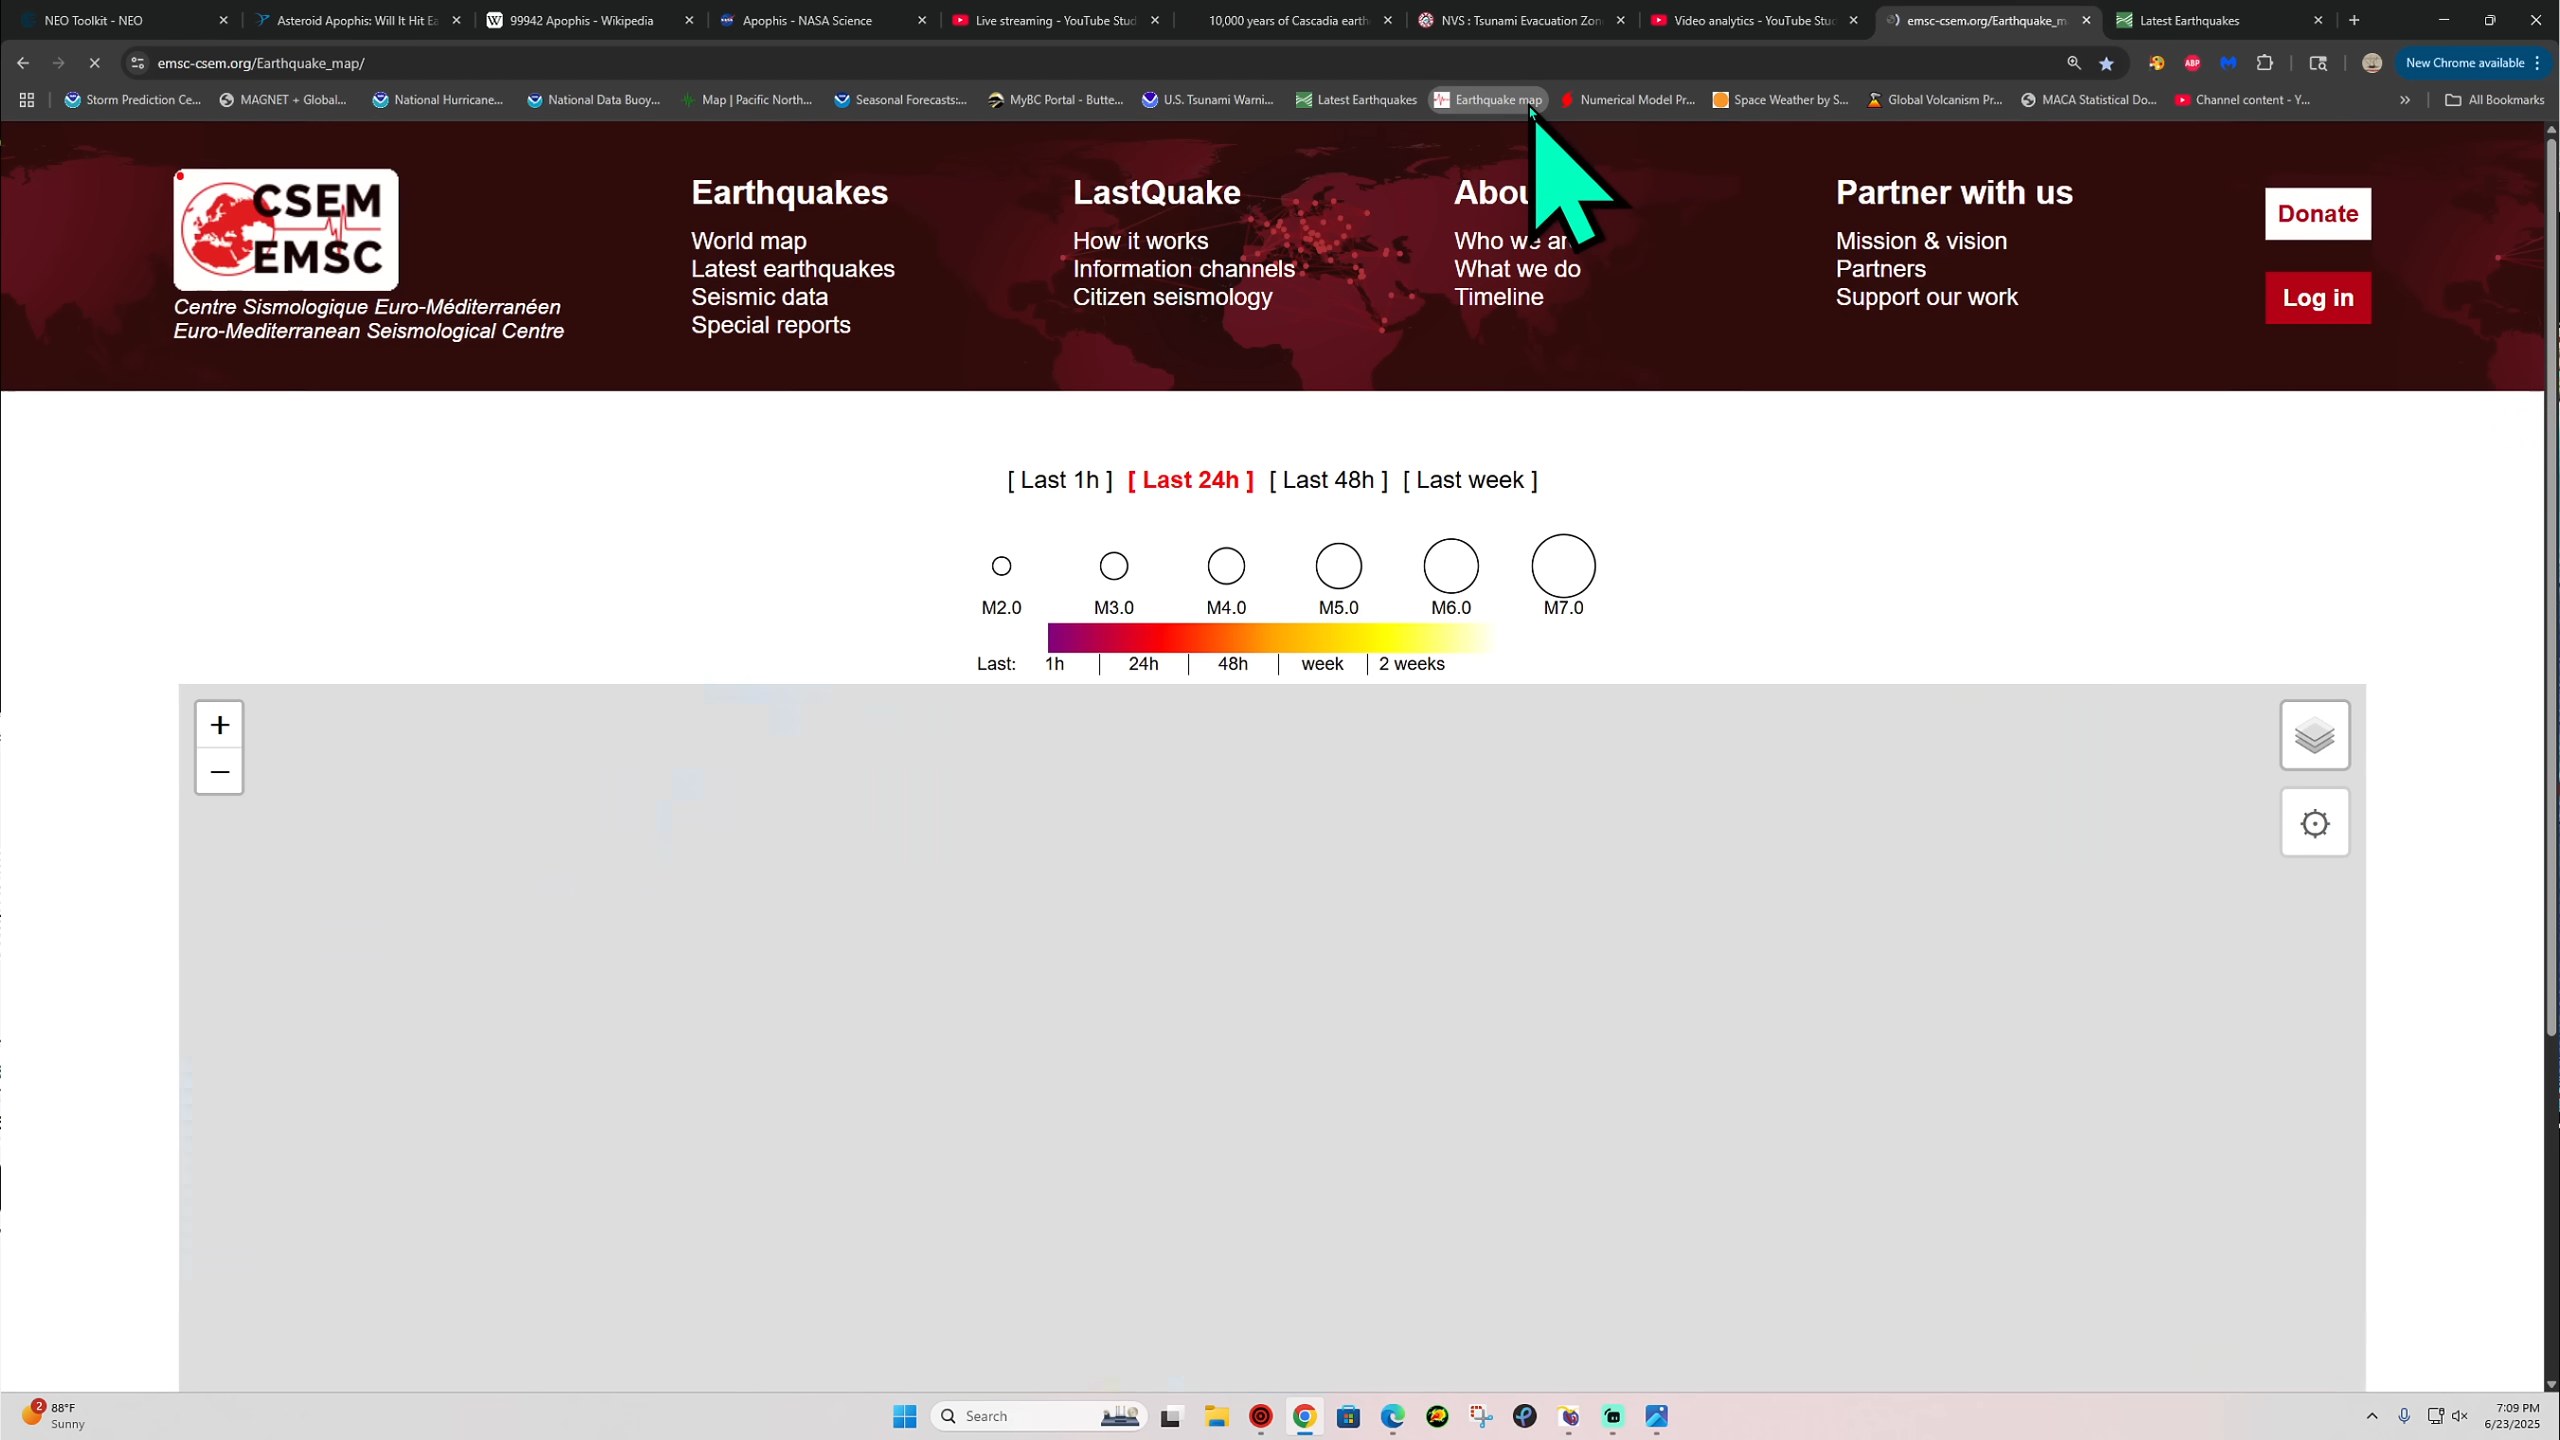 NEO Toolkit - NEO
Asteroid Apophis: Will It Hit Ea
99942 Apophis - Wikipedia
Apophis - NASA Science
Live streaming - YouTube Stud
10,000 years of Cascadia earth
NVS : Tsunami Evacuation Zon
Video analytics - YouTube Stu
emsc-csem.org/Earthquake_m
Latest Earthquakes
emsc-csem.org/Earthquake_map/
ABP
New Chrome available
Storm Prediction Ce...
MAGNET + Global...
National Hurricane...
National Data Buoy...
Map | Pacific North...
Seasonal Forecasts:...
MyBC Portal - Butte...
U.S. Tsunami Warni...
Latest Earthquakes
Earthquake map
Numerical Model Pr...
Space Weather by S...
Global Volcanism Pr...
MACA Statistical Do...
Channel content - Y...
All Bookmarks
CSEM
EMSC
Centre Sismologique Euro-Méditerranéen
Euro-Mediterranean Seismological Centre
Earthquakes
World map
Latest earthquakes
Seismic data
Special reports
LastQuake
How it works
Information channels
Citizen seismology
Abou
Who we ar
What we do
Timeline
Partner with us
Mission & vision
Partners
Support our work
Donate
Log in
[ Last 1h ] [ Last 24h ] [ Last 48h ] [ Last week ]
M2.0 M3.0 M4.0 M5.0 M6.0 M7.0
Last: 1h 24h 48h week 2 weeks
+
−
2
88°F
Sunny
Search
7:09 PM
6/23/2025